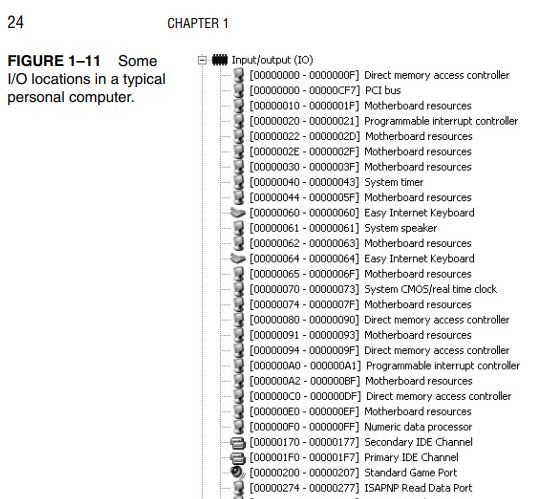 24
CHAPTER 1
FIGURE 1–11 Some
I/O locations in a typical
personal computer.
Input/output (IO)
[00000000 - 0000000F] Direct memory access controller
[00000000 - 00000CF7] PCI bus
[00000010 - 0000001F] Motherboard resources
[00000020 - 00000021] Programmable interrupt controller
[00000022 - 0000002D] Motherboard resources
[0000002E - 0000002F] Motherboard resources
[00000030 - 0000003F] Motherboard resources
[00000040 - 00000043] System timer
[00000044 - 0000005F] Motherboard resources
[00000060 - 00000060] Easy Internet Keyboard
[00000061 - 00000061] System speaker
[00000062 - 00000063] Motherboard resources
[00000064 - 00000064] Easy Internet Keyboard
[00000065 - 0000006F] Motherboard resources
[00000070 - 00000073] System CMOS/real time clock
[00000074 - 0000007F] Motherboard resources
[00000080 - 00000090] Direct memory access controller
[00000091 - 00000093] Motherboard resources
[00000094 - 0000009F] Direct memory access controller
[000000A0 - 000000A1] Programmable interrupt controller
[000000A2 - 000000BF] Motherboard resources
[000000C0 - 000000DF] Direct memory access controller
[000000E0 - 000000EF] Motherboard resources
[000000F0 - 000000FF] Numeric data processor
[00000170 - 00000177] Secondary IDE Channel
[000001F0 - 000001F7] Primary IDE Channel
[00000200 - 00000207] Standard Game Port
[00000274 - 00000277] ISAPNP Read Data Port